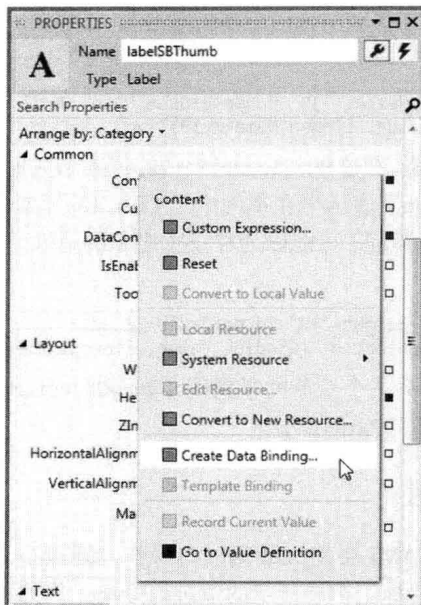 PROPERTIES
A
Name labelSBThumb
Type Label
Search Properties
Arrange by: Category
Common
Con
Cu
DataCon
IsEnab
Too
Layout
W
He
ZIn
HorizontalAlignm
VerticalAlignm
Ma
Text
Content
Custom Expression...
Reset
Convert to Local Value
Local Resource
System Resource
Edit Resource...
Convert to New Resource...
Create Data Binding...
Template Binding
Record Current Value
Go to Value Definition